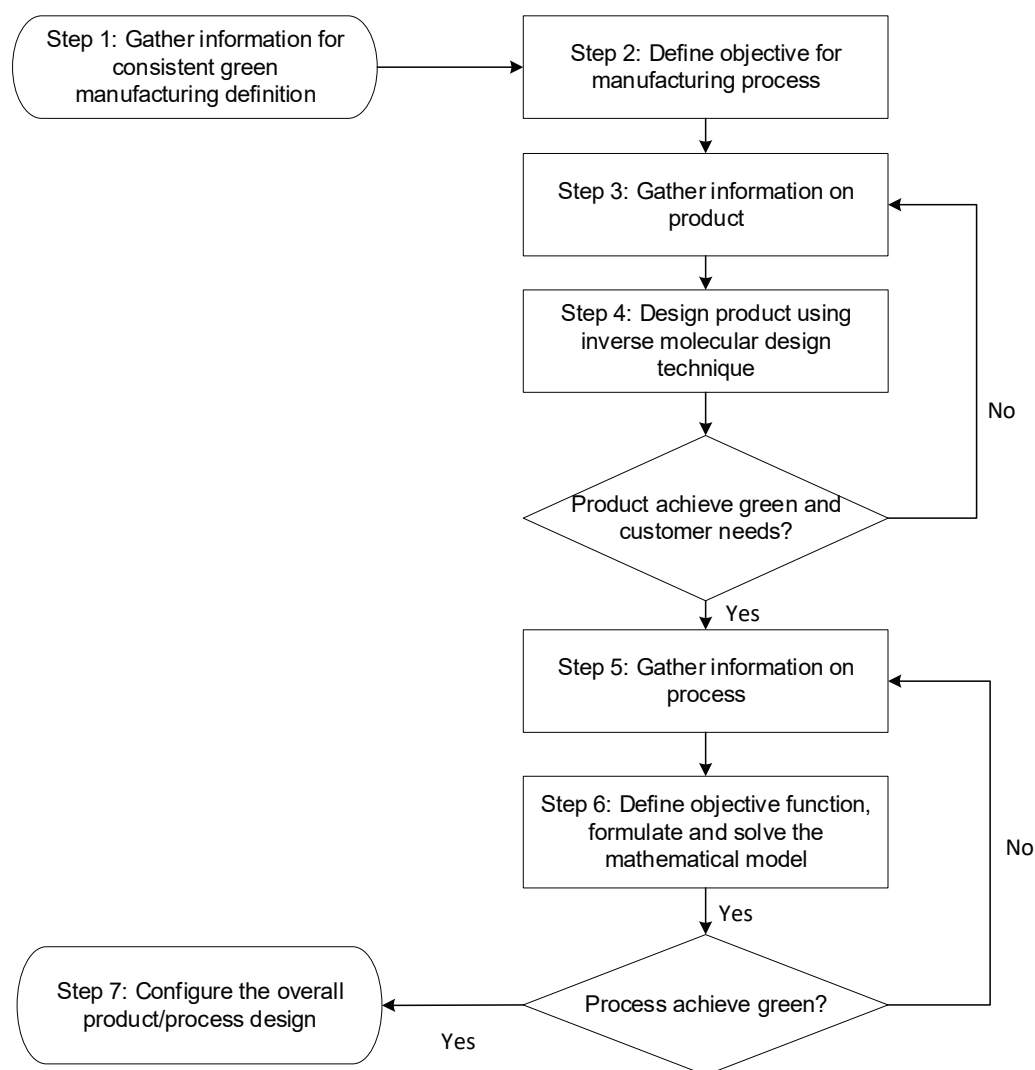 Step 1: Gather information for
consistent green
manufacturing definition
Step 2: Define objective for
manufacturing process
Step 3: Gather information on
product
Step 4: Design product using
inverse molecular design
technique
No
Product achieve green and
customer needs?
Yes
Step 5: Gather information on
process
Step 6: Define objective function,
formulate and solve the
mathematical model
No
Yes
Process achieve green?
Step 7: Configure the overall
product/process design
Yes